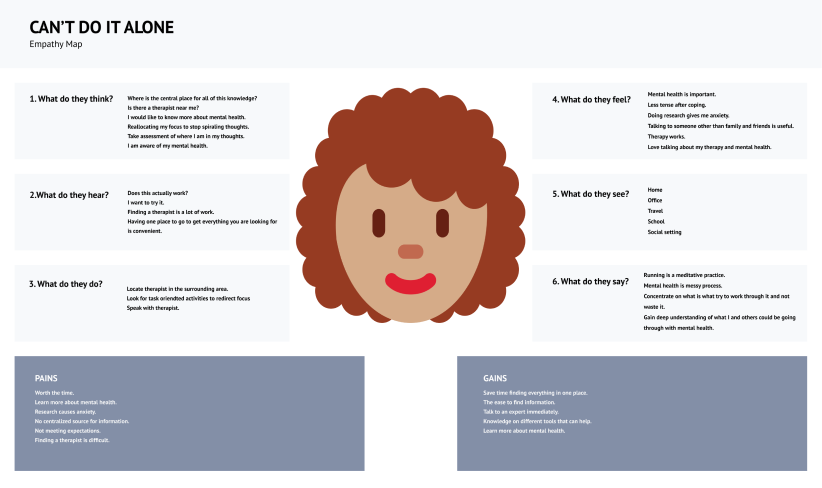 CAN'T DO IT ALONE
Empathy Map
1. What do they think?
Where is the central place for all of this knowledge?
Is there a therapist near me?
I would like to know more about mental health.
Reallocating my focus to stop spiraling thoughts.
Take assessment of where I am in my thoughts.
I am aware of my mental health.
2.What do they hear?
Does this actually work?
I want to try it.
Finding a therapist is a lot of work.
Having one place to go to get everything you are looking for
is convenient.
3. What do they do?
Locate therapist in the surrounding area.
Look for task oriendted activities to redirect focus
Speak with therapist.
4. What do they feel?
Mental health is important.
Less tense after coping.
Doing research gives me anxiety.
Talking to someone other than family and friends is useful.
Therapy works.
Love talking about my therapy and mental health.
5. What do they see?
Home
Office
Travel
School
Social setting
6. What do they say?
Running is a meditative practice.
Mental health is messy process.
Concentrate on what is what try to work through it and not
waste it.
Gain deep understanding of what I and others could be going
through with mental health.
PAINS
Worth the time.
Learn more about mental health.
Research causes anxiety.
No centralized source for information.
Not meeting expectations.
Finding a therapist is difficult.
GAINS
Save time finding everything in one place.
The ease to find information.
Talk to an expert immediately.
Knowledge on different tools that can help.
Learn more about mental health.